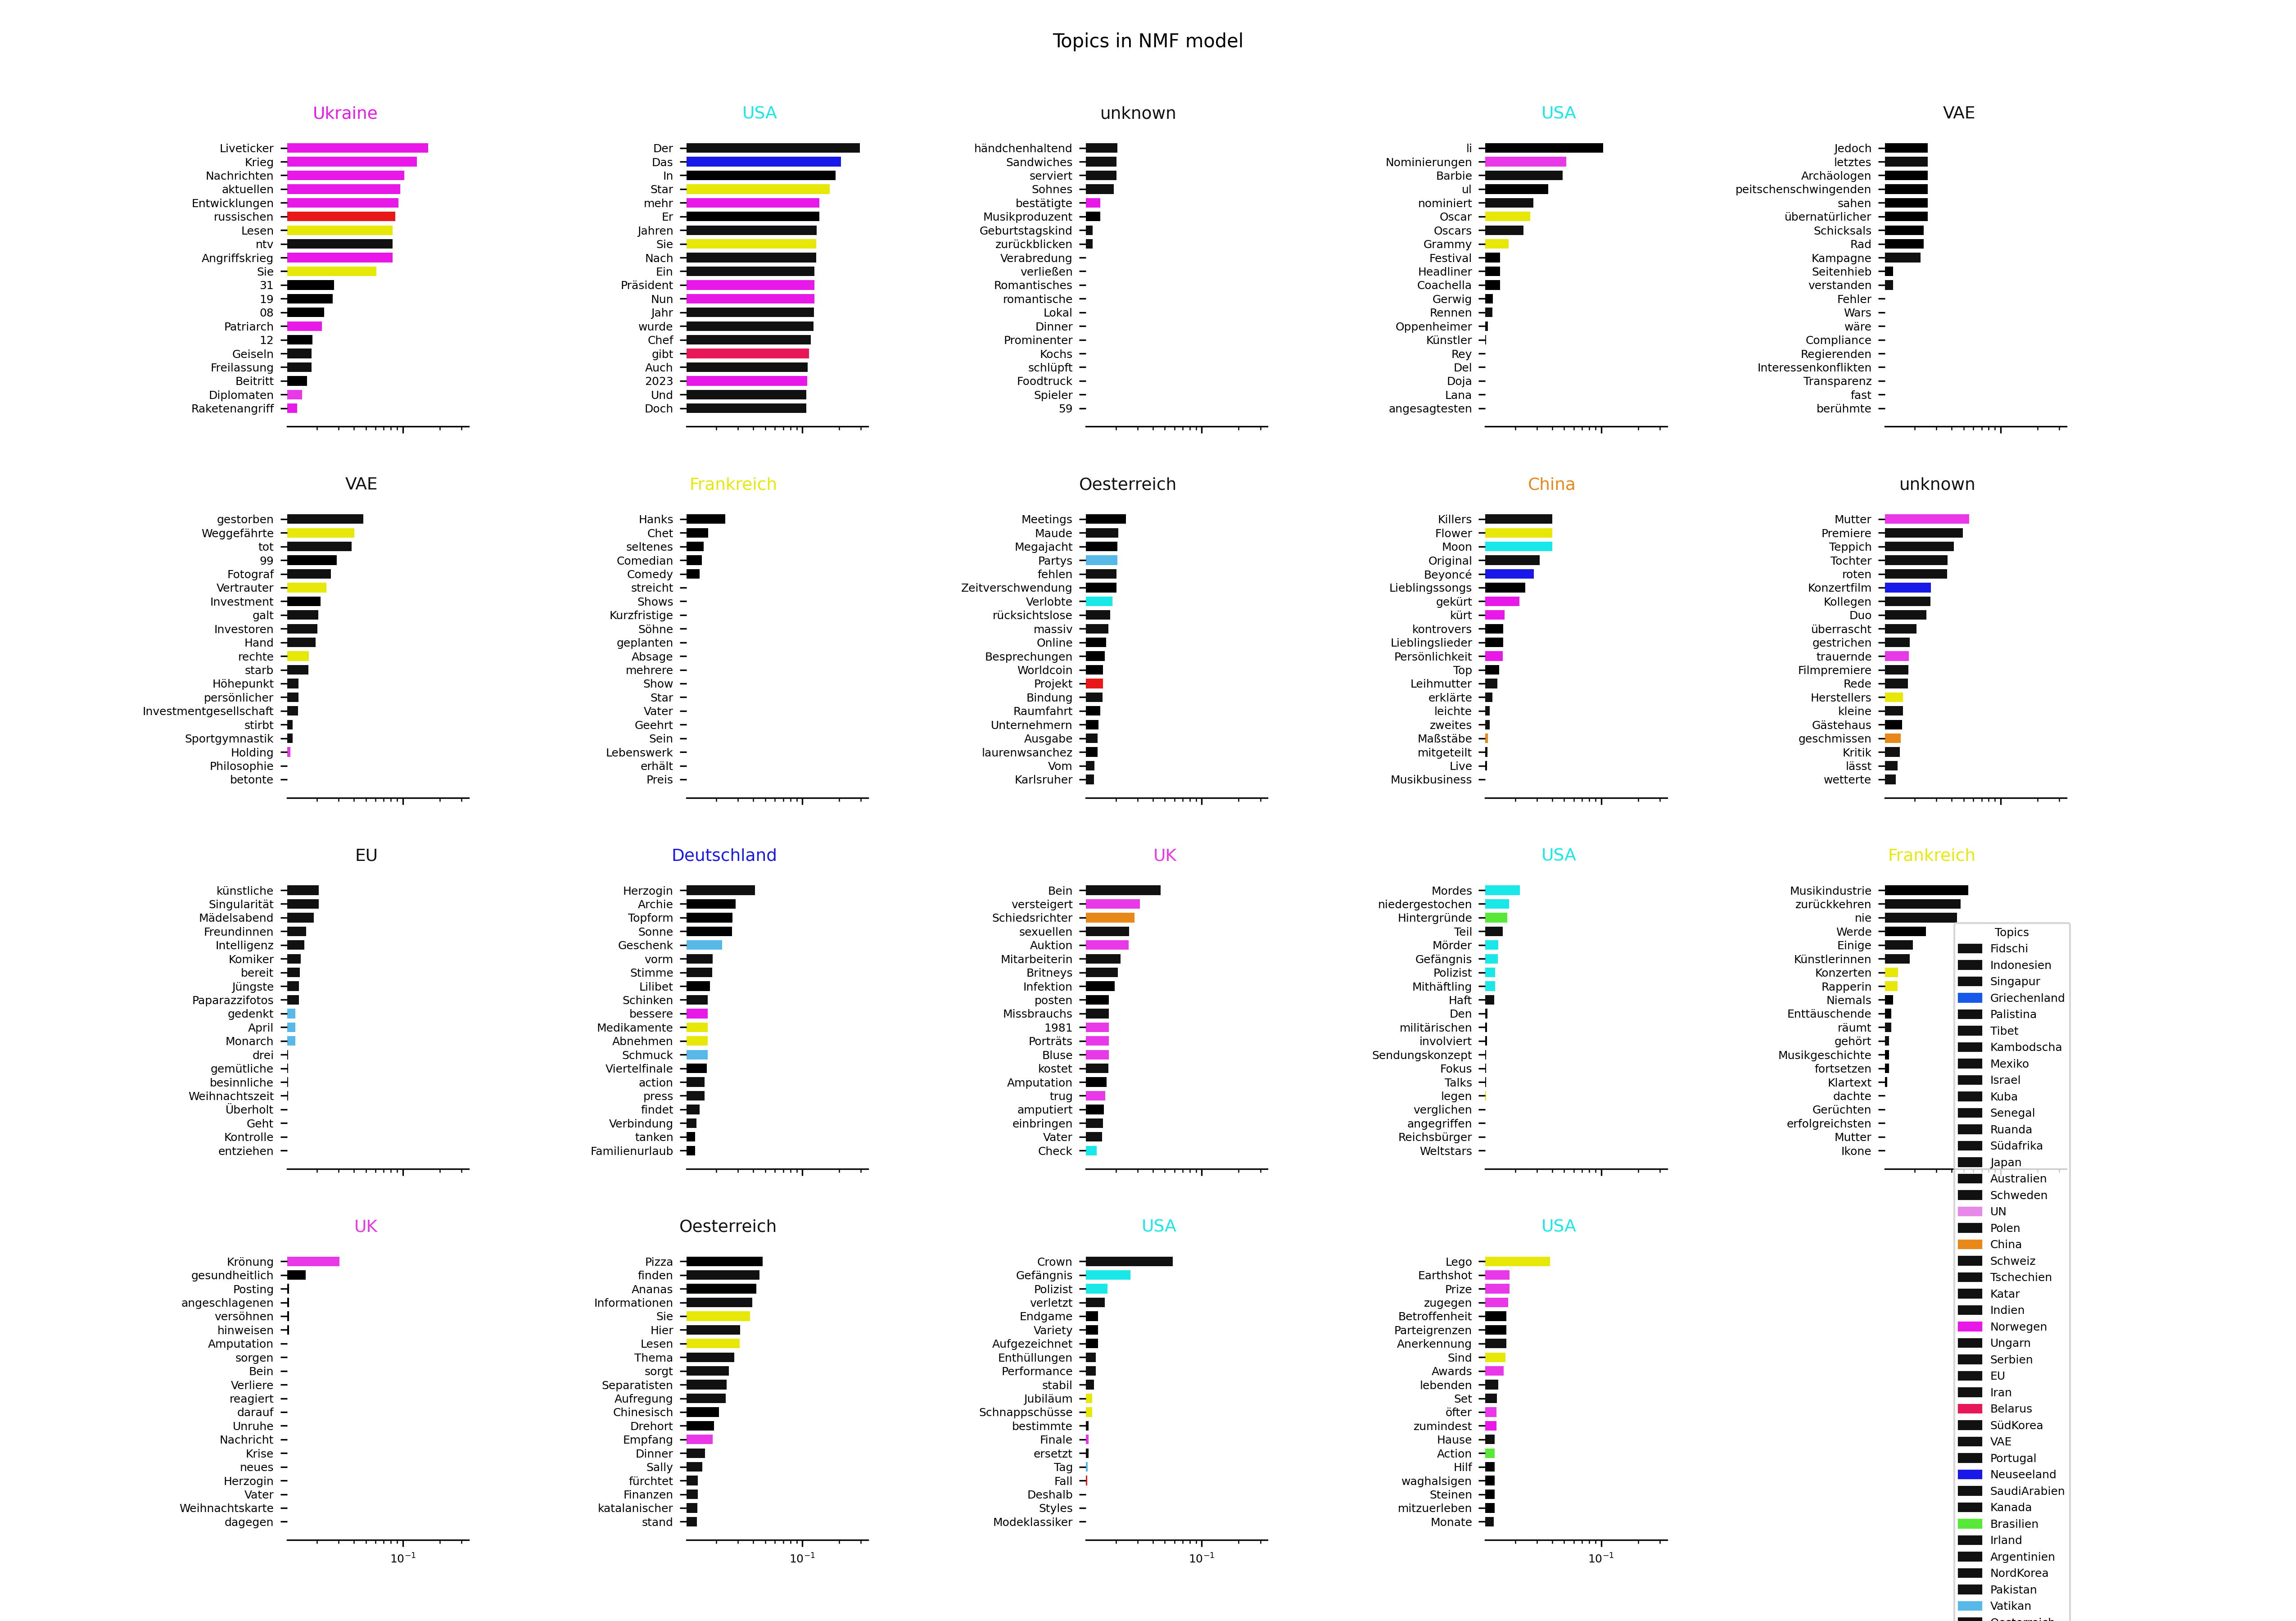 Topics in NMF model
Ukraine
Liveticker
Krieg
Nachrichten
aktuellen
Entwicklungen
russischen
Lesen
ntv
Angriffskrieg
Sie
31
19
08
Patriarch
12
Geiseln
Freilassung
Beitritt
Diplomaten
Raketenangriff
USA
Der
Das
In
Star
mehr
Er
Jahren
Sie
Nach
Ein
Präsident
Nun
Jahr
wurde
Chef
gibt
Auch
2023
Und
Doch
unknown
händchenhaltend
Sandwiches
serviert
Sohnes
bestätigte
Musikproduzent
Geburtstagskind
zurückblicken
Verabredung
verließen
Romantisches
romantische
Lokal
Dinner
Prominenter
Kochs
schlüpft
Foodtruck
Spieler
59
USA
li
Nominierungen
Barbie
ul
nominiert
Oscar
Oscars
Grammy
Festival
Headliner
Coachella
Gerwig
Rennen
Oppenheimer
Künstler
Rey
Del
Doja
Lana
angesagtesten
VAE
Jedoch
letztes
Archäologen
peitschenschwingenden
sahen
übernatürlicher
Schicksals
Rad
Kampagne
Seitenhieb
verstanden
Fehler
Wars
wäre
Compliance
Regierenden
Interessenkonflikten
Transparenz
fast
berühmte
VAE
gestorben
Weggefährte
tot
99
Fotograf
Vertrauter
Investment
galt
Investoren
Hand
rechte
starb
Höhepunkt
persönlicher
Investmentgesellschaft
stirbt
Sportgymnastik
Holding
Philosophie
betonte
Frankreich
Hanks
Chet
seltenes
Comedian
Comedy
streicht
Shows
Kurzfristige
Söhne
geplanten
Absage
mehrere
Show
Star
Vater
Geehrt
Sein
Lebenswerk
erhält
Preis
Oesterreich
Meetings
Maude
Megajacht
Partys
fehlen
Zeitverschwendung
Verlobte
rücksichtslose
massiv
Online
Besprechungen
Worldcoin
Projekt
Bindung
Raumfahrt
Unternehmern
Ausgabe
laurenwsanchez
Vom
Karlsruher
China
Killers
Flower
Moon
Original
Beyoncé
Lieblingssongs
gekürt
kürt
kontrovers
Lieblingslieder
Persönlichkeit
Top
Leihmutter
erklärte
leichte
zweites
Maßstäbe
mitgeteilt
Live
Musikbusiness
unknown
Mutter
Premiere
Teppich
Tochter
roten
Konzertfilm
Kollegen
Duo
überrascht
gestrichen
trauernde
Filmpremiere
Rede
Herstellers
kleine
Gästehaus
geschmissen
Kritik
lässt
wetterte
EU
künstliche
Singularität
Mädelsabend
Freundinnen
Intelligenz
Komiker
bereit
Jüngste
Paparazzifotos
gedenkt
April
Monarch
drei
gemütliche
besinnliche
Weihnachtszeit
Überholt
Geht
Kontrolle
entziehen
Deutschland
Herzogin
Archie
Topform
Sonne
Geschenk
vorm
Stimme
Lilibet
Schinken
bessere
Medikamente
Abnehmen
Schmuck
Viertelfinale
action
press
findet
Verbindung
tanken
Familienurlaub
UK
Bein
versteigert
Schiedsrichter
sexuellen
Auktion
Mitarbeiterin
Britneys
Infektion
posten
Missbrauchs
1981
Porträts
Bluse
kostet
Amputation
trug
amputiert
einbringen
Vater
Check
USA
Mordes
niedergestochen
Hintergründe
Teil
Mörder
Gefängnis
Polizist
Mithäftling
Haft
Den
militärischen
involviert
Sendungskonzept
Fokus
Talks
legen
verglichen
angegriffen
Reichsbürger
Weltstars
Frankreich
Musikindustrie
zurückkehren
nie
Werde
Einige
Künstlerinnen
Konzerten
Rapperin
Niemals
Enttäuschende
räumt
gehört
Musikgeschichte
fortsetzen
Klartext
dachte
Gerüchten
erfolgreichsten
Mutter
Ikone
UK
Krönung
gesundheitlich
Posting
angeschlagenen
versöhnen
hinweisen
Amputation
sorgen
Bein
Verliere
reagiert
darauf
Unruhe
Nachricht
Krise
neues
Herzogin
Vater
Weihnachtskarte
dagegen
10⁻¹
Oesterreich
Pizza
finden
Ananas
Informationen
Sie
Hier
Lesen
Thema
sorgt
Separatisten
Aufregung
Chinesisch
Drehort
Empfang
Dinner
Sally
fürchtet
Finanzen
katalanischer
stand
10⁻¹
USA
Crown
Gefängnis
Polizist
verletzt
Endgame
Variety
Aufgezeichnet
Enthüllungen
Performance
stabil
Jubiläum
Schnappschüsse
bestimmte
Finale
ersetzt
Tag
Fall
Deshalb
Styles
Modeklassiker
10⁻¹
USA
Lego
Earthshot
Prize
zugegen
Betroffenheit
Parteigrenzen
Anerkennung
Sind
Awards
lebenden
Set
öfter
zumindest
Hause
Action
Hilf
waghalsigen
Steinen
mitzuerleben
Monate
10⁻¹
Topics
Fidschi
Indonesien
Singapur
Griechenland
Palistina
Tibet
Kambodscha
Mexiko
Israel
Kuba
Senegal
Ruanda
Südafrika
Japan
Australien
Schweden
UN
Polen
China
Schweiz
Tschechien
Katar
Indien
Norwegen
Ungarn
Serbien
EU
Iran
Belarus
SüdKorea
VAE
Portugal
Neuseeland
SaudiArabien
Kanada
Brasilien
Irland
Argentinien
NordKorea
Pakistan
Vatikan